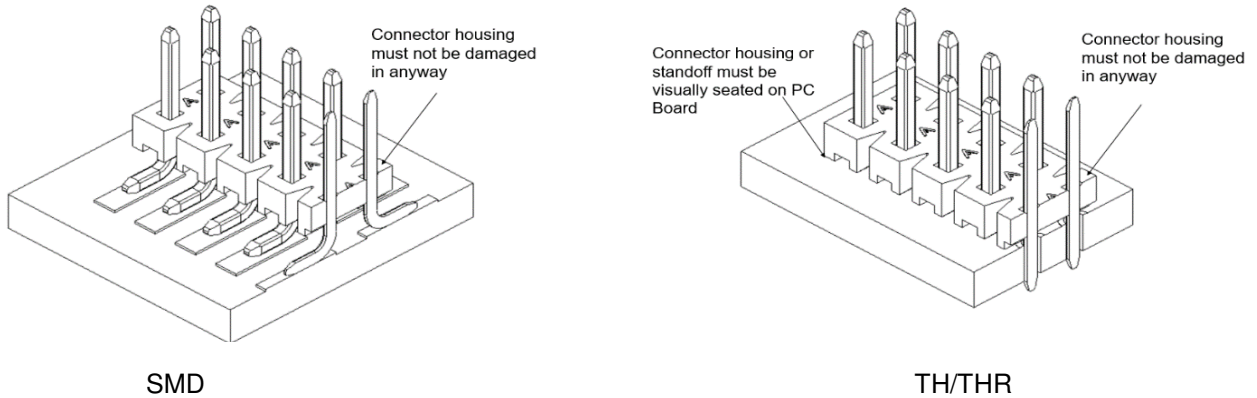 Connector housing
must not be damaged
in anyway
Connector housing or
standoff must be
visually seated on PC
Board
Connector housing
must not be damaged
in anyway
SMD
TH/THR